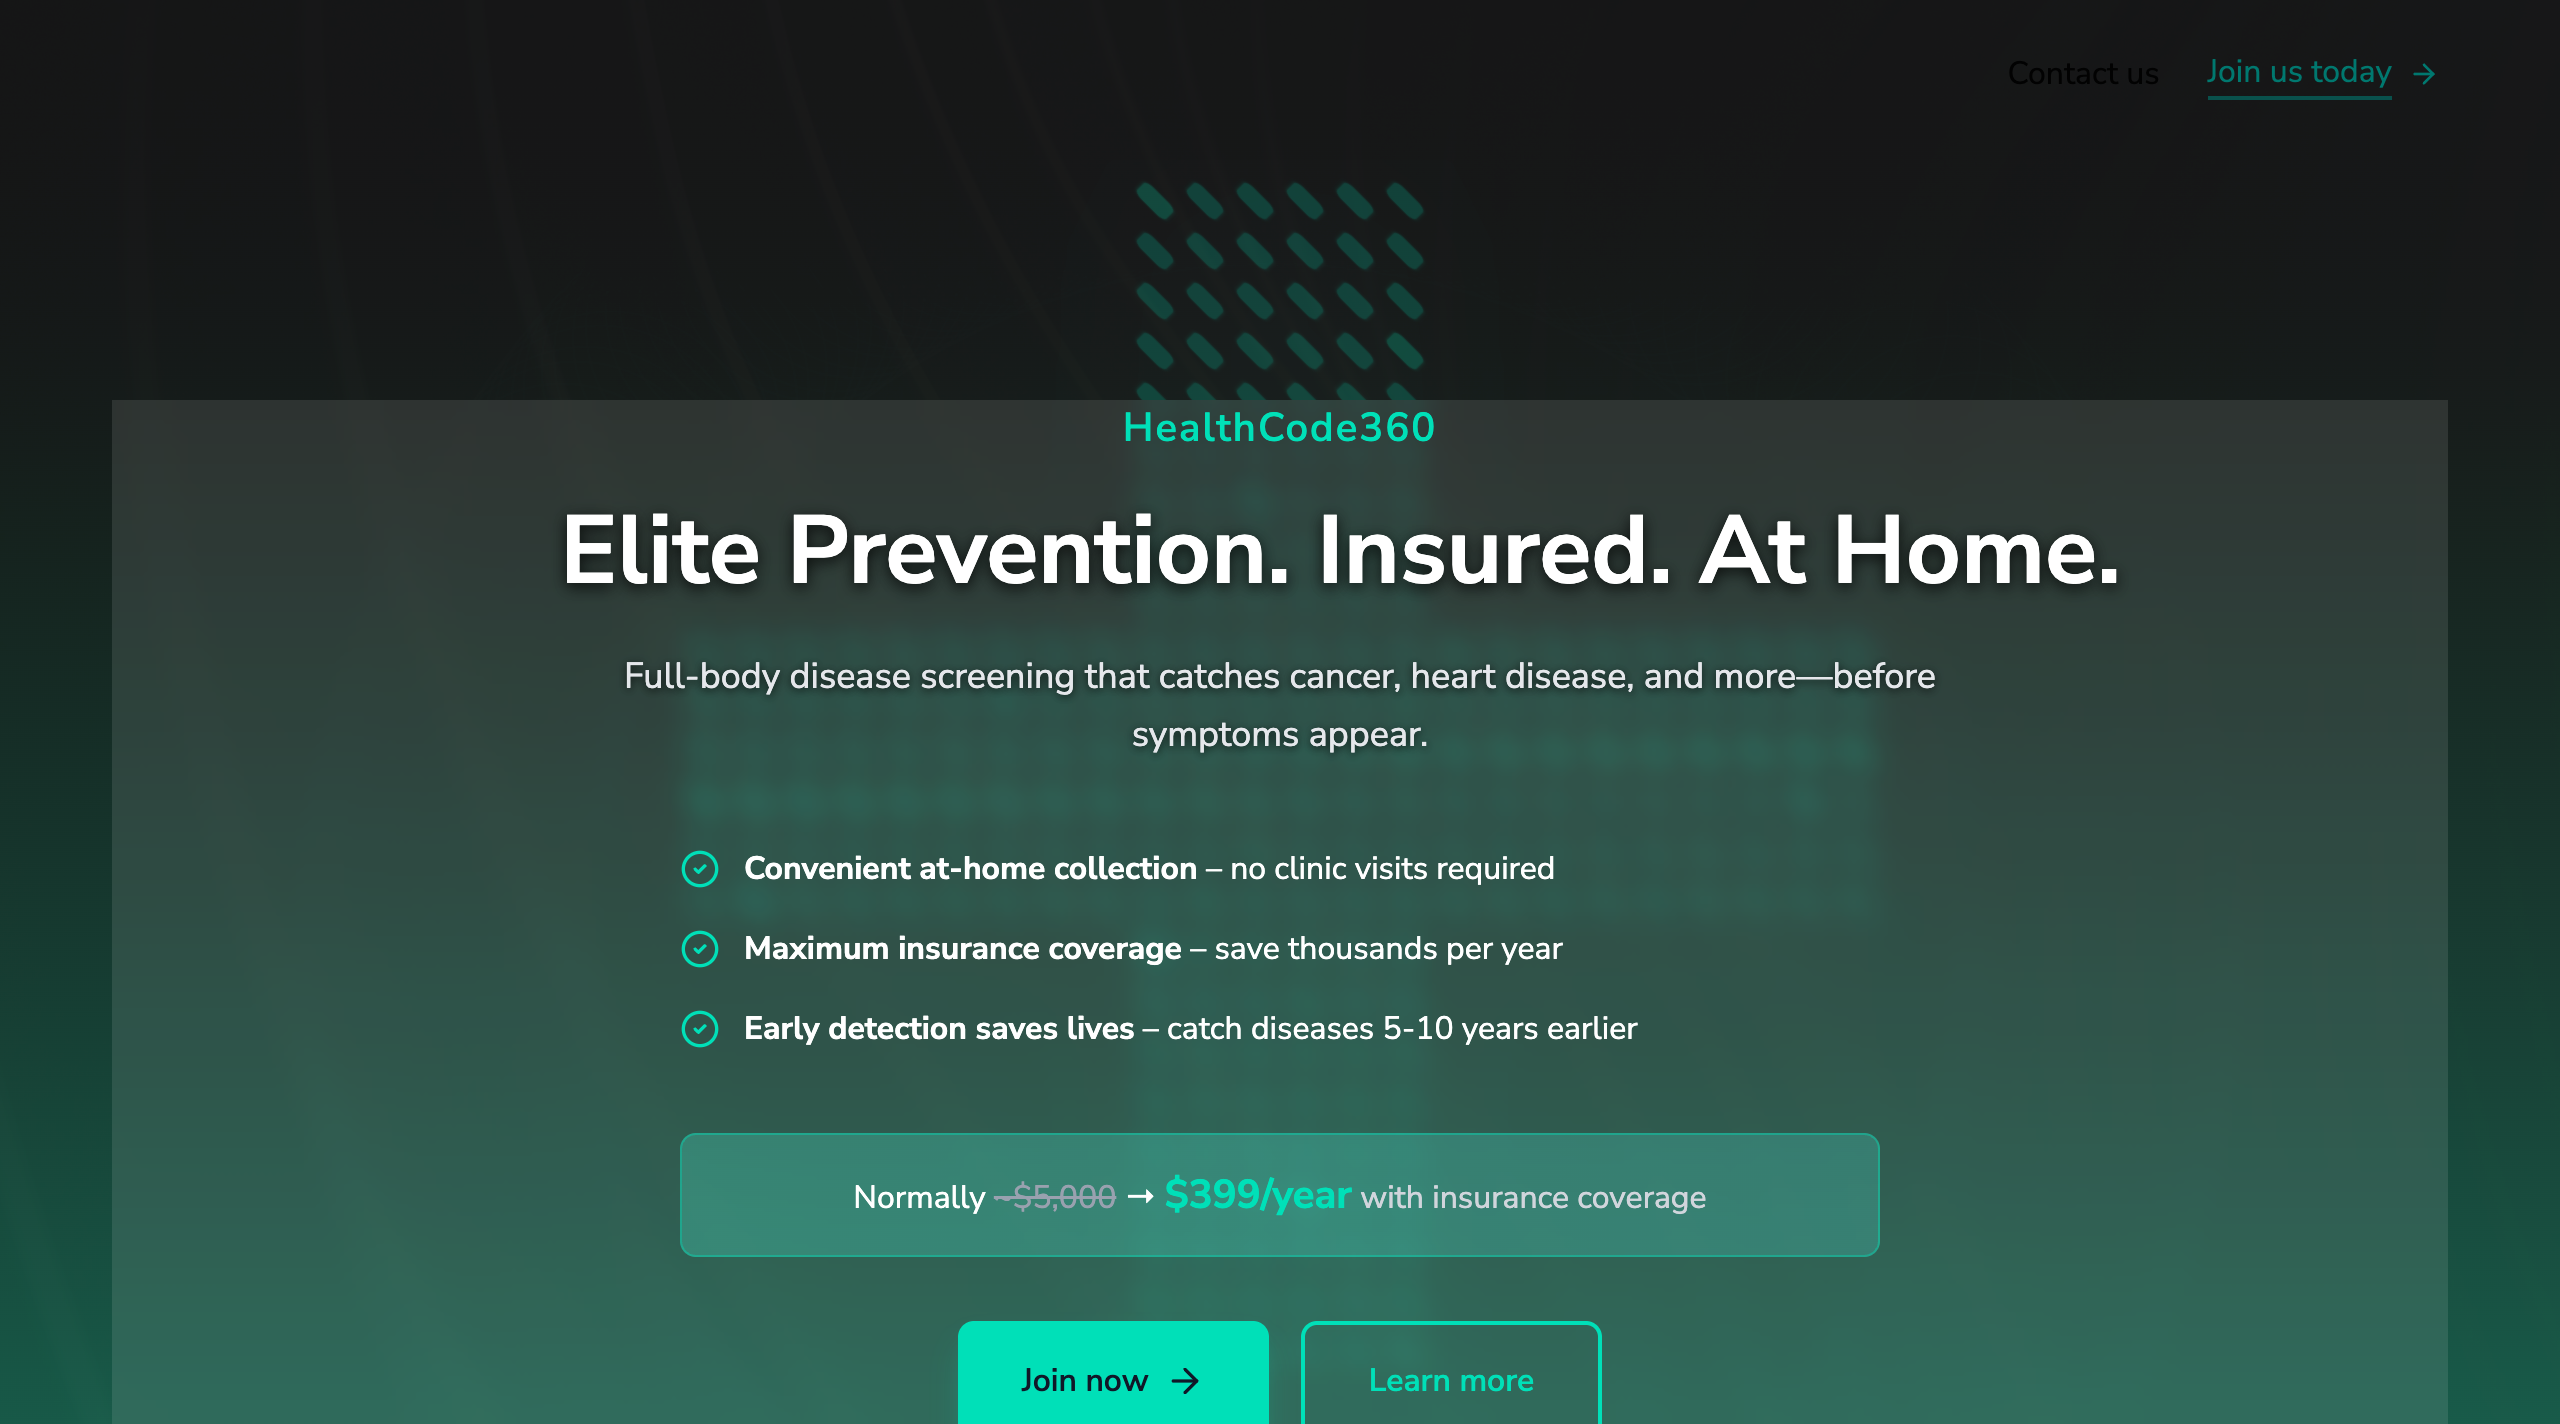 Contact us
Join us today
HealthCode360
Elite Prevention. Insured. At Home.
Full-body disease screening that catches cancer, heart disease, and more—before
symptoms appear.
Convenient at-home collection – no clinic visits required
Maximum insurance coverage – save thousands per year
Early detection saves lives – catch diseases 5-10 years earlier
Normally ~$5,000 → $399/year with insurance coverage
Join now
Learn more